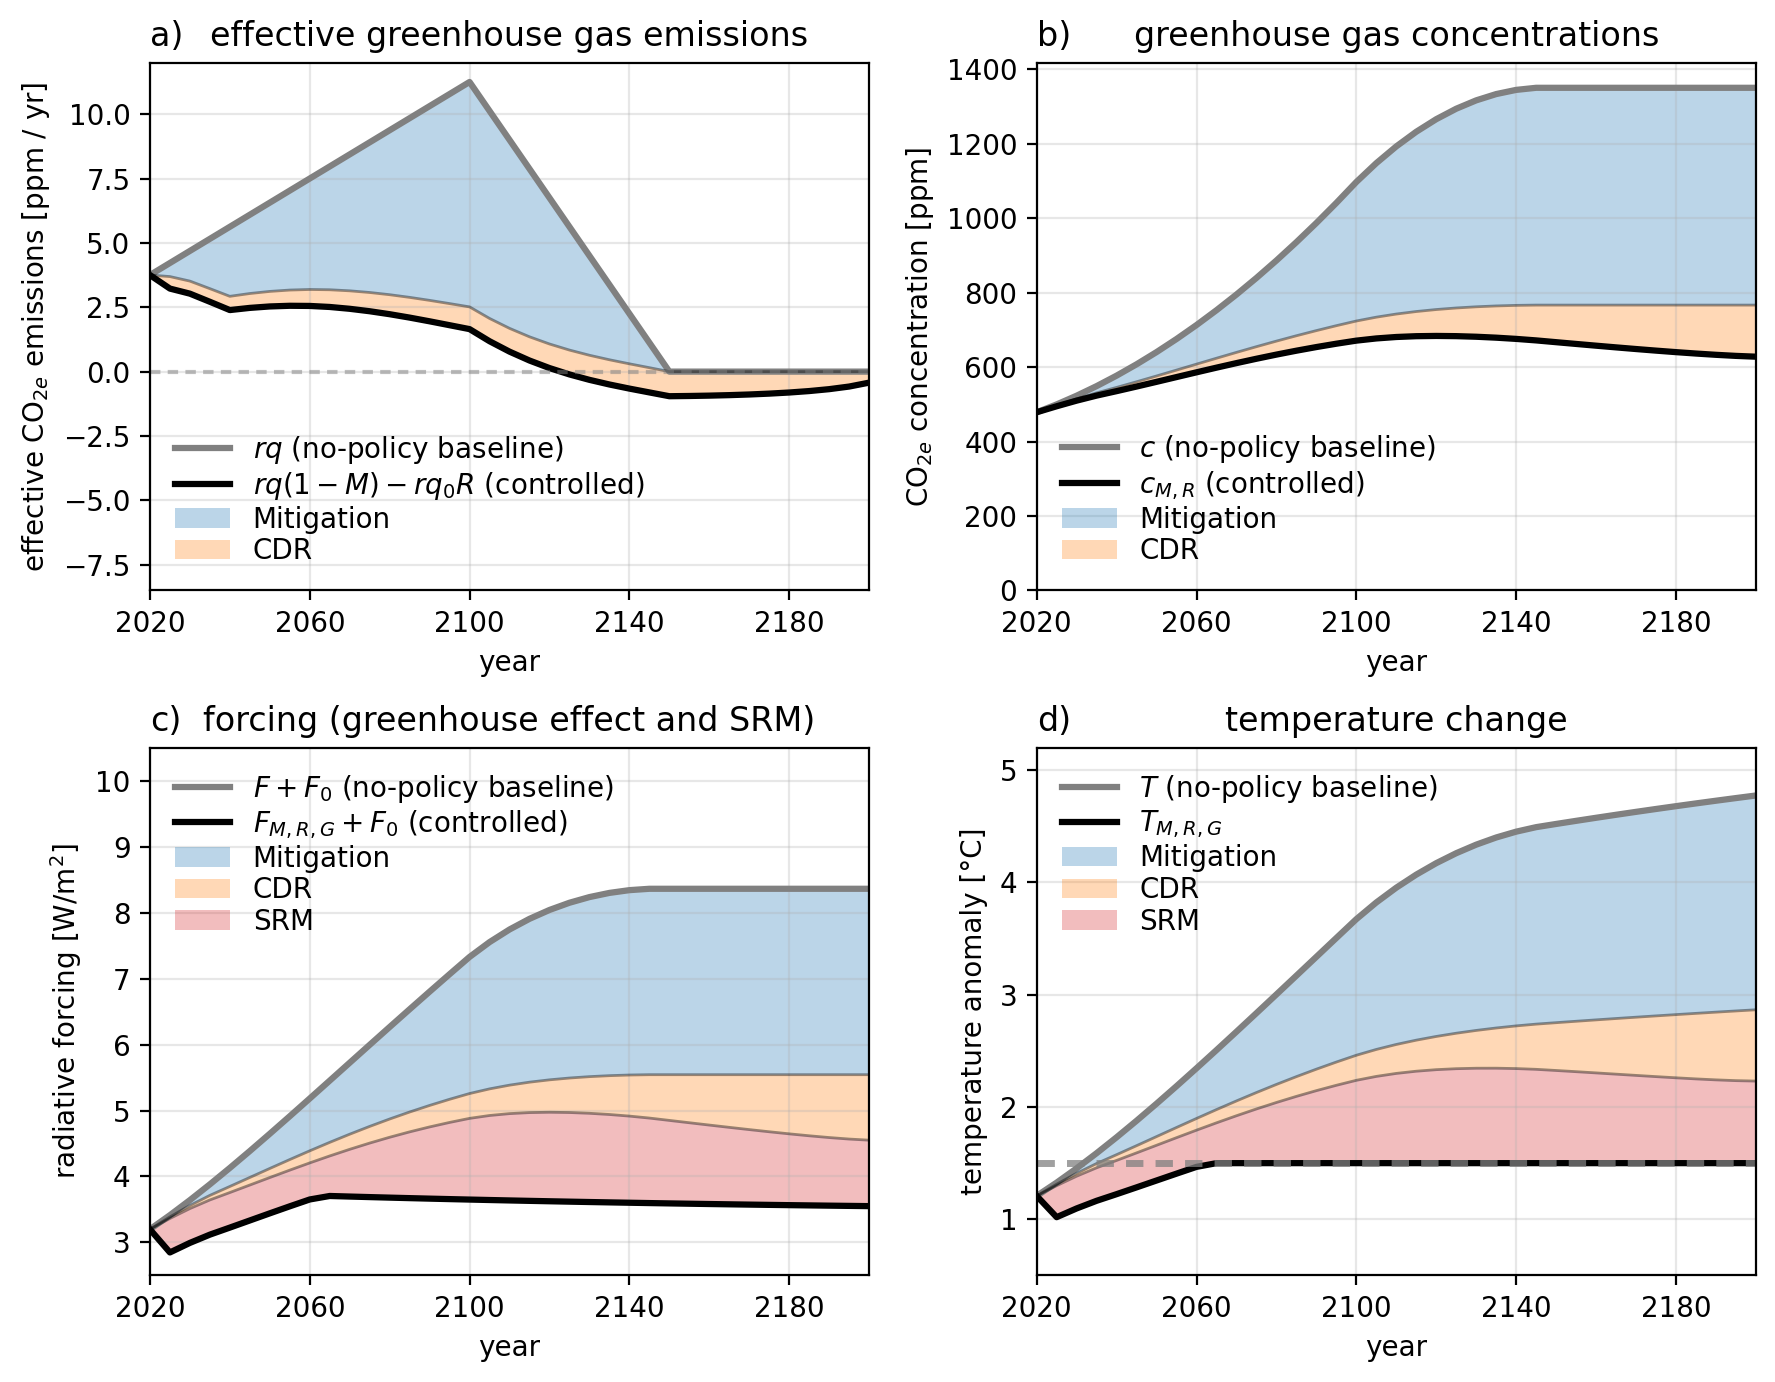 a) effective greenhouse gas emissions
effective CO₂ₑ emissions [ppm / yr]
10.0
7.5
5.0
2.5
0.0
−2.5
−5.0
−7.5
rq (no-policy baseline)
rq(1 − M) − rq₀R (controlled)
Mitigation
CDR
2020 2060 2100 2140 2180
year
b) greenhouse gas concentrations
CO₂ₑ concentration [ppm]
1400
1200
1000
800
600
400
200
0
c (no-policy baseline)
c_{M,R} (controlled)
Mitigation
CDR
2020 2060 2100 2140 2180
year
c) forcing (greenhouse effect and SRM)
radiative forcing [W/m²]
10
9
8
7
6
5
4
3
F + F₀ (no-policy baseline)
F_{M,R,G} + F₀ (controlled)
Mitigation
CDR
SRM
2020 2060 2100 2140 2180
year
d) temperature change
temperature anomaly [°C]
5
4
3
2
1
T (no-policy baseline)
T_{M,R,G}
Mitigation
CDR
SRM
2020 2060 2100 2140 2180
year